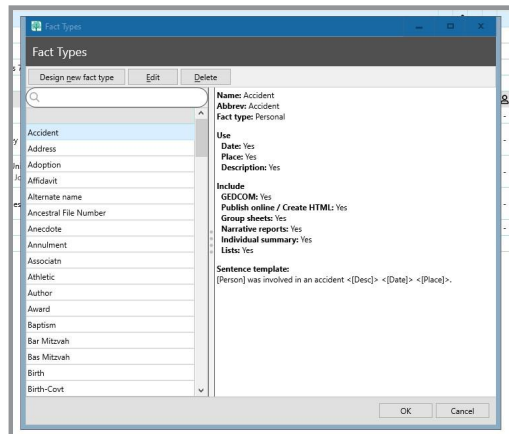 Fact Types
Fact Types
Design new fact type
Edit
Delete
Accident
Address
Adoption
Affidavit
Alternate name
Ancestral File Number
Anecdote
Annulment
Associatn
Athletic
Author
Award
Baptism
Bar Mitzvah
Bas Mitzvah
Birth
Birth-Covt
Name: Accident
Abbrev: Accident
Fact type: Personal
Use
Date: Yes
Place: Yes
Description: Yes
Include
GEDCOM: Yes
Publish online / Create HTML: Yes
Group sheets: Yes
Narrative reports: Yes
Individual summary: Yes
Lists: Yes
Sentence template:
[Person] was involved in an accident <[Desc]> <[Date]> <[Place]>.
OK
Cancel